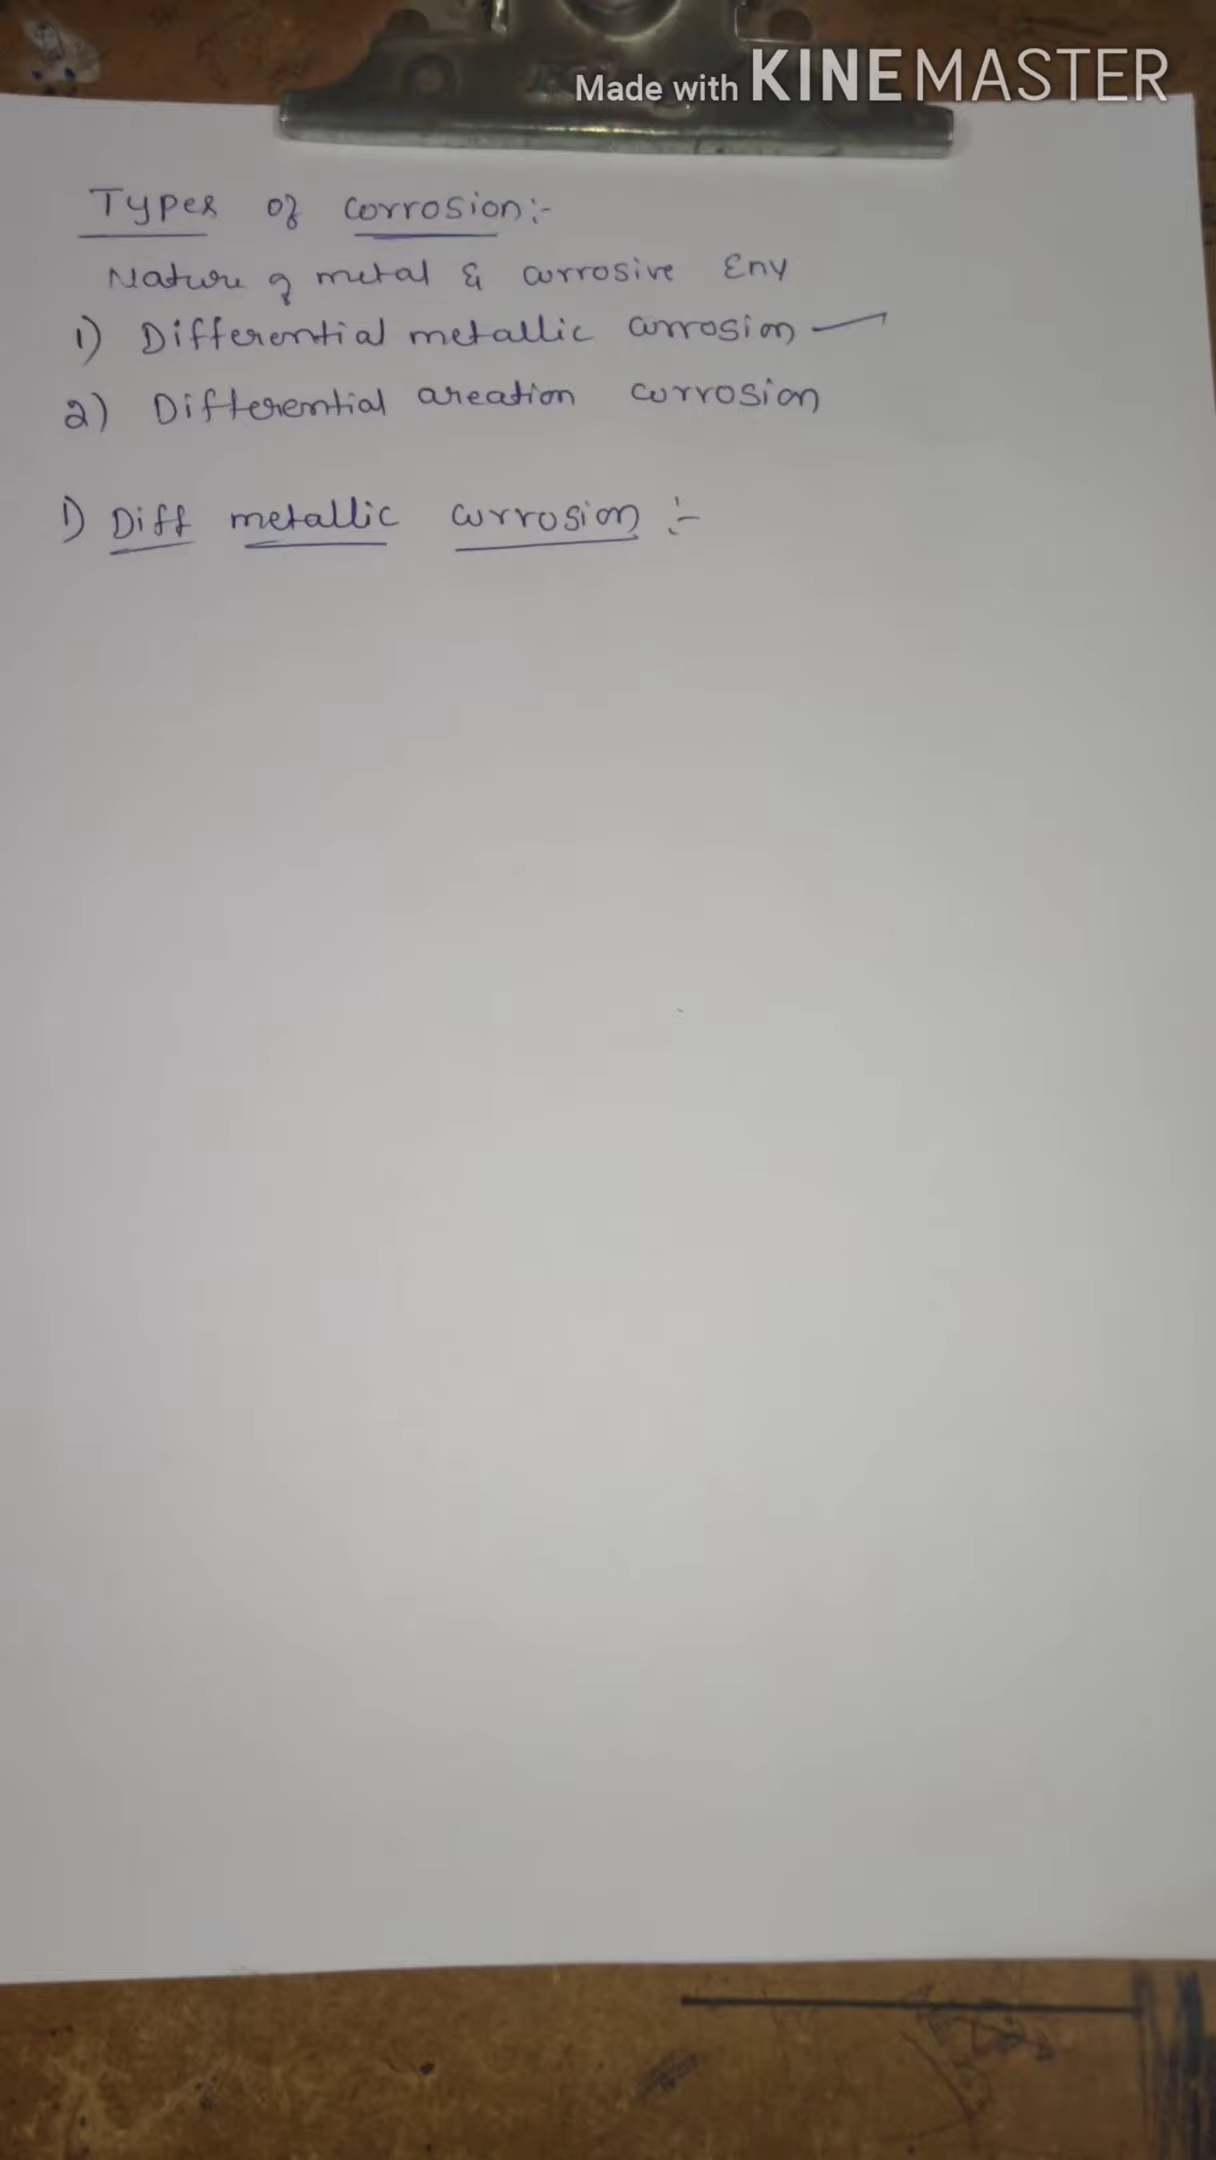 Made with KINEMASTER
Types of corrosion:-
Nature of metal & corrosive Env
1) Differential metallic corrosion
2) Differential areation corrosion
1) Diff metallic corrosion :-